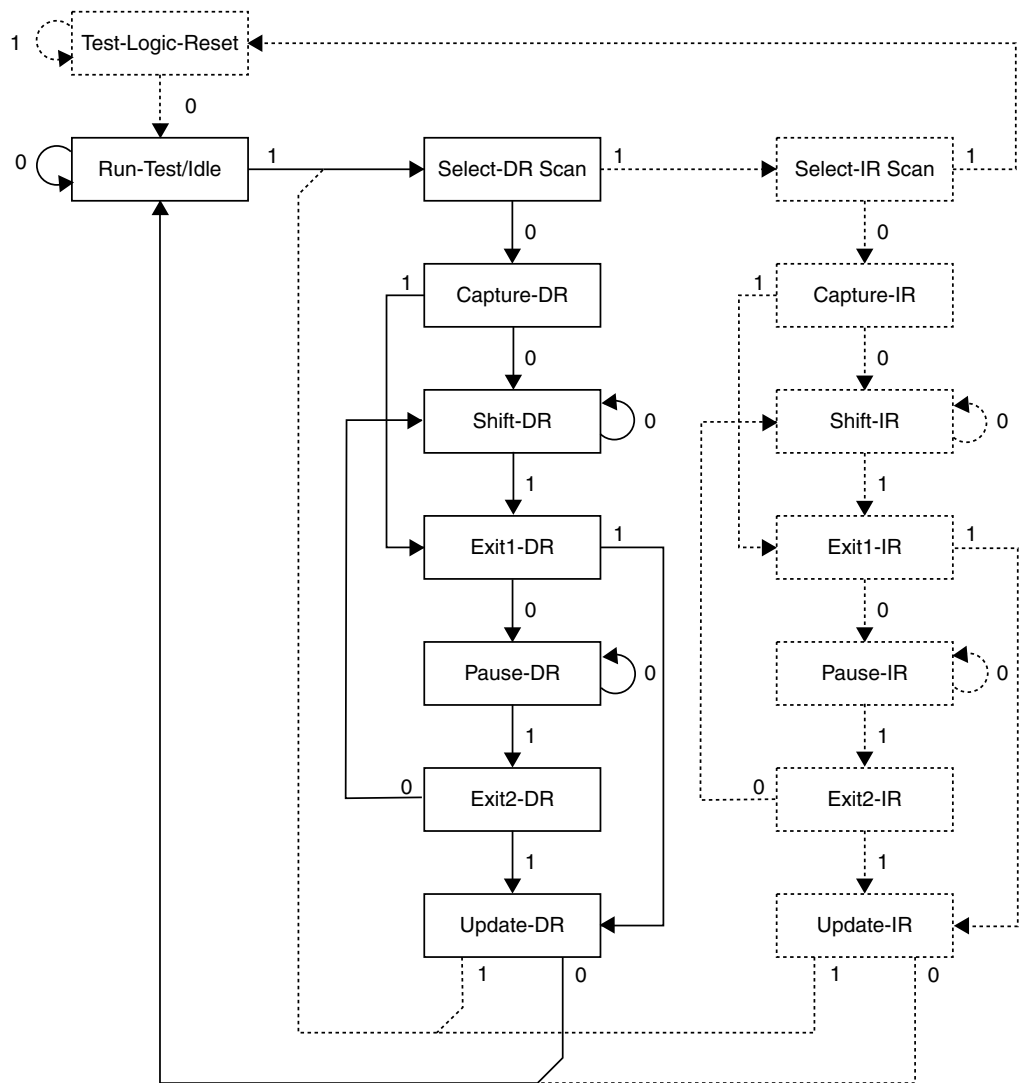 1
Test-Logic-Reset
0
0
Run-Test/Idle
1
Select-DR Scan
1
Select-IR Scan
1
0
0
1
Capture-DR
1
Capture-IR
0
0
Shift-DR
0
Shift-IR
0
1
1
Exit1-DR
1
Exit1-IR
1
0
0
Pause-DR
0
Pause-IR
0
1
1
0
Exit2-DR
0
Exit2-IR
1
1
Update-DR
Update-IR
1
0
1
0